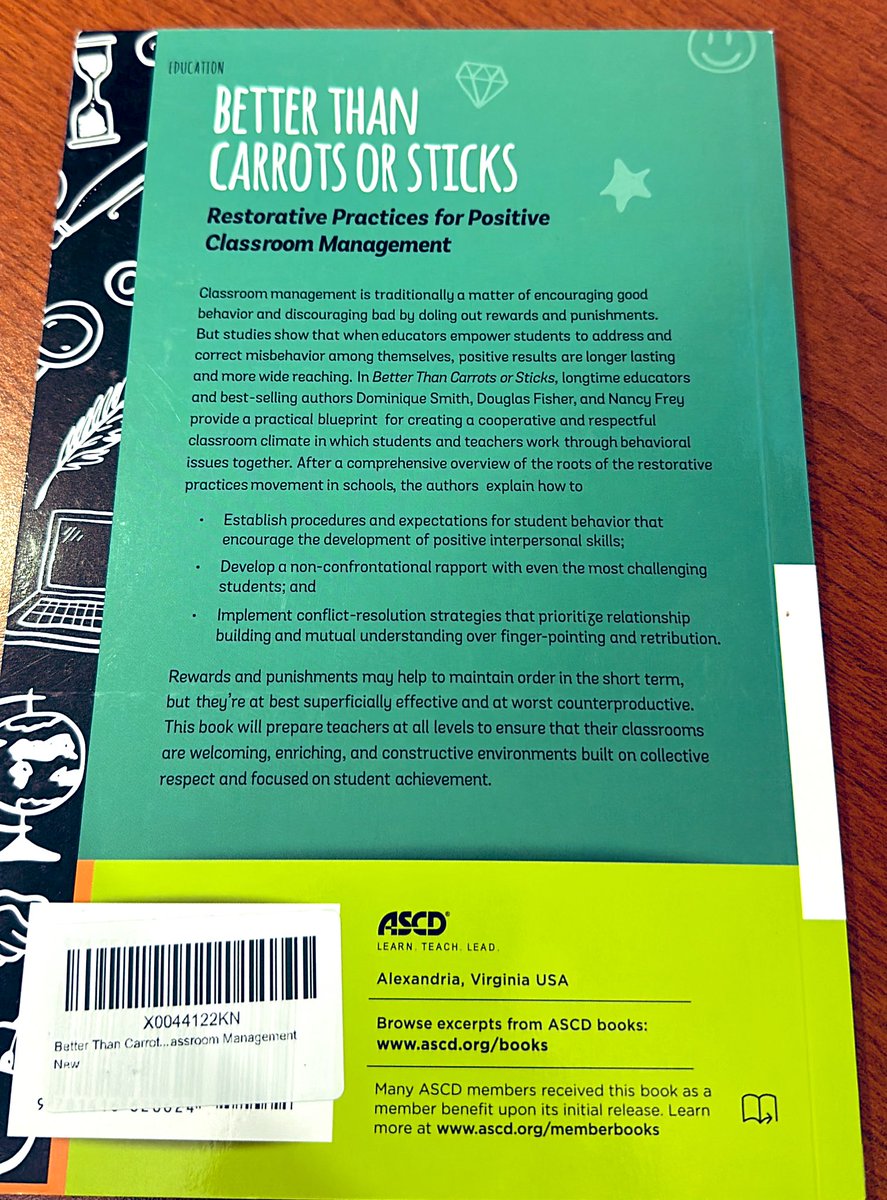 EDUCATION
BETTER THAN
CARROTS OR STICKS
Restorative Practices for Positive
Classroom Management
Classroom management is traditionally a matter of encouraging good
behavior and discouraging bad by doling out rewards and punishments.
But studies show that when educators empower students to address and
correct misbehavior among themselves, positive results are longer lasting
and more wide reaching. In Better Than Carrots or Sticks, longtime educators
and best-selling authors Dominique Smith, Douglas Fisher, and Nancy Frey
provide a practical blueprint for creating a cooperative and respectful
classroom climate in which students and teachers work through behavioral
issues together. After a comprehensive overview of the roots of the restorative
practices movement in schools, the authors explain how to
• Establish procedures and expectations for student behavior that
encourage the development of positive interpersonal skills;
• Develop a non-confrontational rapport with even the most challenging
students; and
• Implement conflict-resolution strategies that prioritize relationship
building and mutual understanding over finger-pointing and retribution.
Rewards and punishments may help to maintain order in the short term,
but they're at best superficially effective and at worst counterproductive.
This book will prepare teachers at all levels to ensure that their classrooms
are welcoming, enriching, and constructive environments built on collective
respect and focused on student achievement.
ASCD®
LEARN. TEACH. LEAD.
Alexandria, Virginia USA
Browse excerpts from ASCD books:
www.ascd.org/books
Many ASCD members received this book as a
member benefit upon its initial release. Learn
more at www.ascd.org/memberbooks
X0044122KN
Better Than Carrot...assroom Management
New